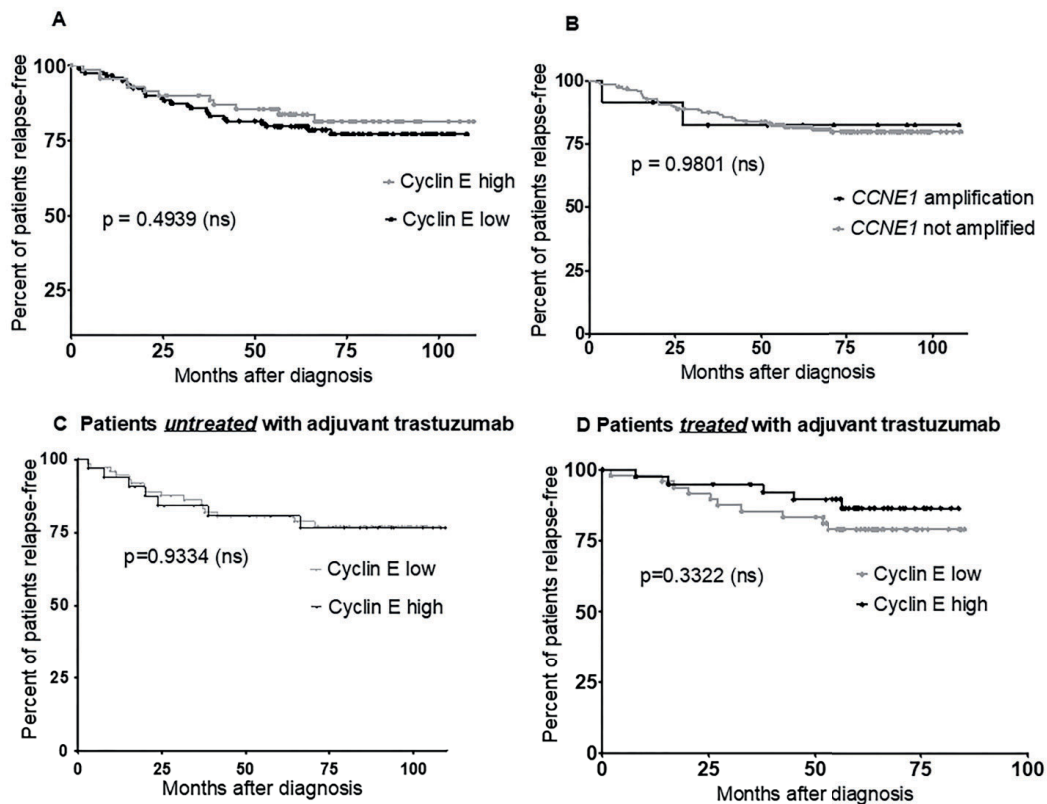 A
Percent of patients relapse-free
100
75
50
25
0 25 50 75 100
Months after diagnosis
Cyclin E high
Cyclin E low
p = 0.4939 (ns)
B
Percent of patients relapse-free
100
75
50
25
0
0 25 50 75 100
Months after diagnosis
p = 0.9801 (ns)
CCNE1 amplification
CCNE1 not amplified
C Patients untreated with adjuvant trastuzumab
Percent of patients relapse-free
100
75
50
25
0
0 25 50 75 100
Months after diagnosis
p=0.9334 (ns)
Cyclin E low
Cyclin E high
D Patients treated with adjuvant trastuzumab
Percent of patients relapse-free
100
75
50
25
0
0 25 50 75 100
Months after diagnosis
p=0.3322 (ns)
Cyclin E low
Cyclin E high